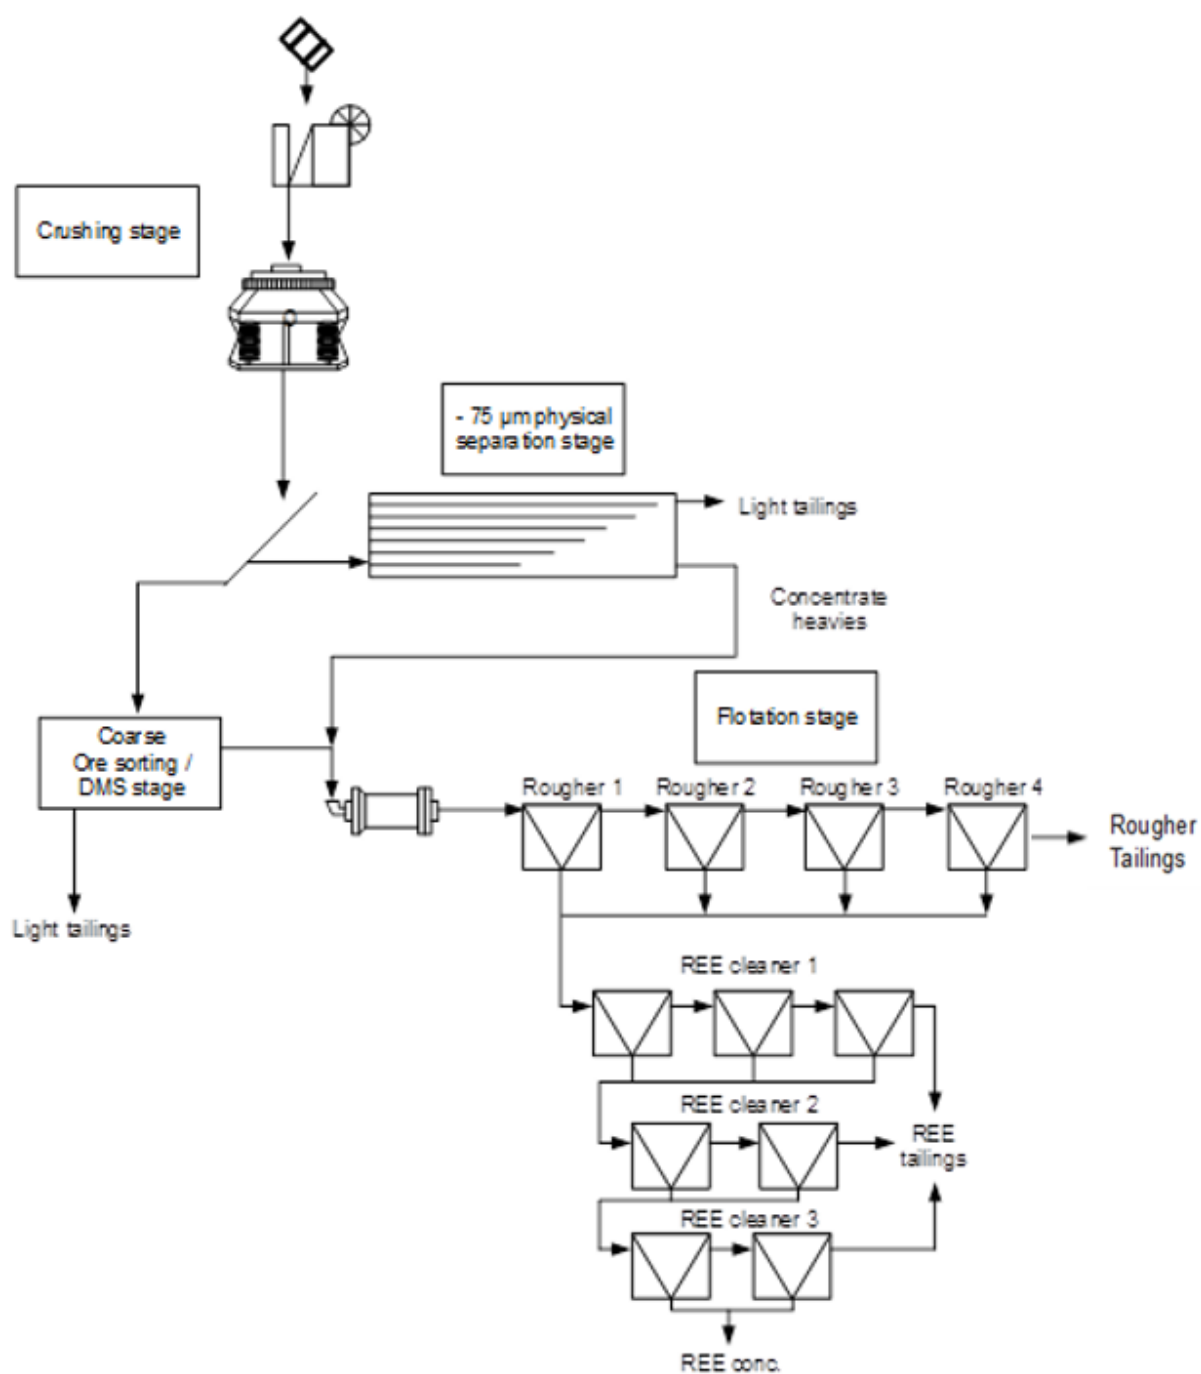 Crushing stage
- 75 µm physical
separation stage
Light tailings
Concentrate
heavies
Flotation stage
Coarse
Ore sorting /
DMS stage
Rougher 1
Rougher 2
Rougher 3
Rougher 4
Rougher
Tailings
Light tailings
REE cleaner 1
REE cleaner 2
REE
tailings
REE cleaner 3
REE conc.